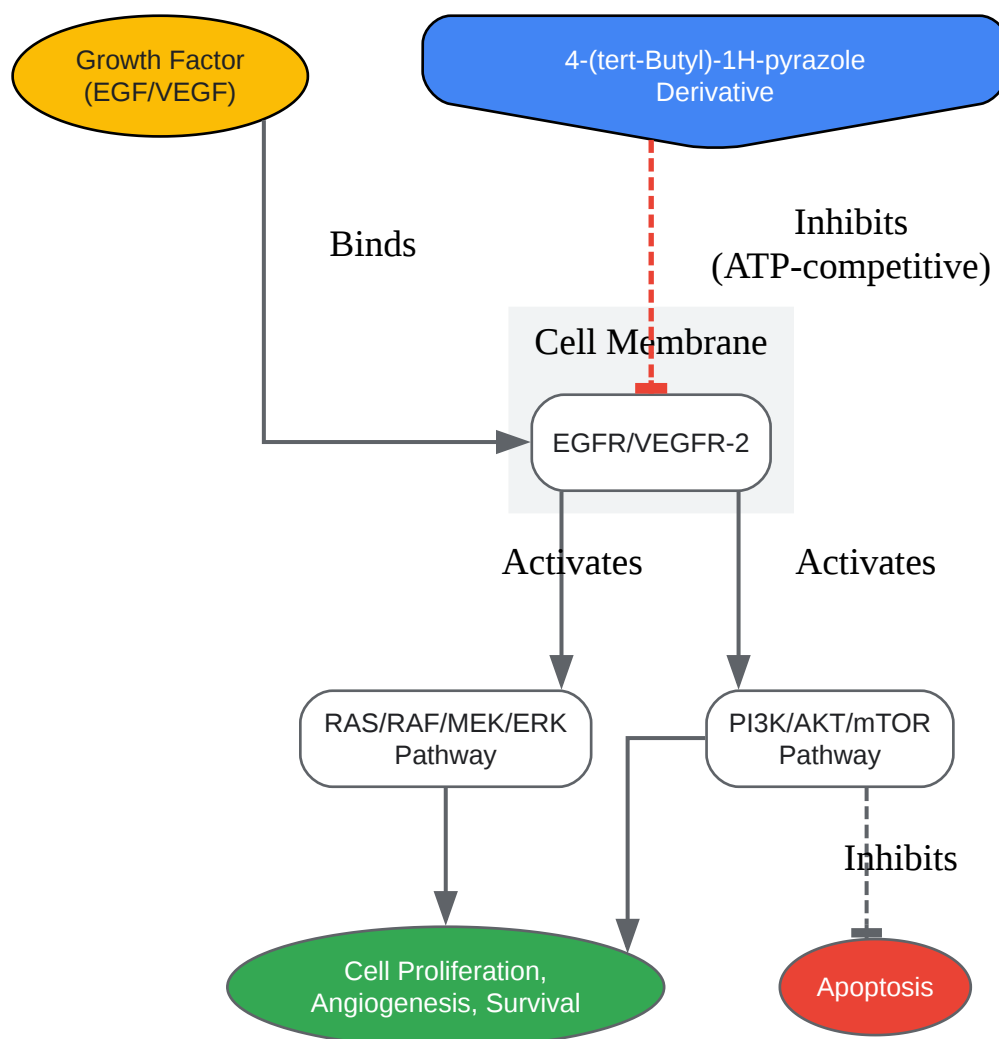 Growth Factor
(EGF/VEGF)
4-(tert-Butyl)-1H-pyrazole
Derivative
Binds
Inhibits
(ATP-competitive)
Cell Membrane
EGFR/VEGFR-2
Activates
Activates
RAS/RAF/MEK/ERK
Pathway
PI3K/AKT/mTOR
Pathway
Inhibits
Cell Proliferation,
Angiogenesis, Survival
Apoptosis